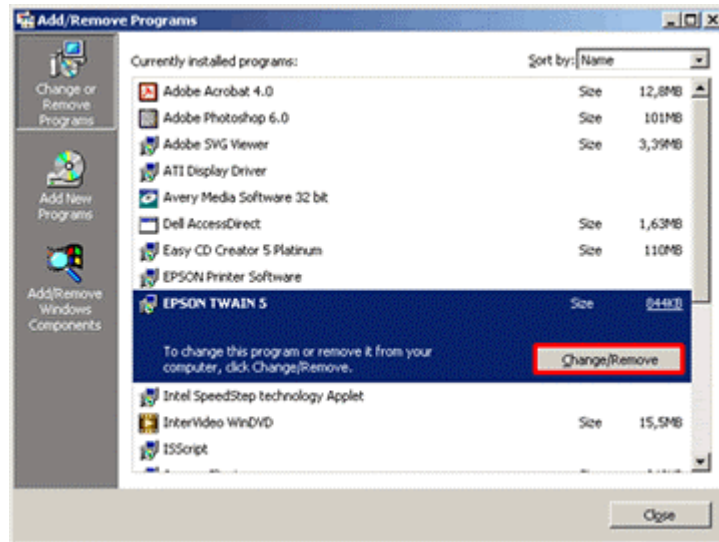 Add/Remove Programs
Change or
Remove
Programs
Add New
Programs
Add/Remove
Windows
Components
Currently installed programs:
Sort by: Name
Adobe Acrobat 4.0 Size 12,8MB
Adobe Photoshop 6.0 Size 101MB
Adobe SVG Viewer Size 3,39MB
ATI Display Driver
Avery Media Software 32 bit
Dell AccessDirect Size 1,63MB
Easy CD Creator 5 Platinum Size 110MB
EPSON Printer Software
EPSON TWAIN 5 Size 844KB
To change this program or remove it from your
computer, click Change/Remove.
Change/Remove
Intel SpeedStep technology Applet
InterVideo WinDVD Size 15,5MB
ISScript
Close